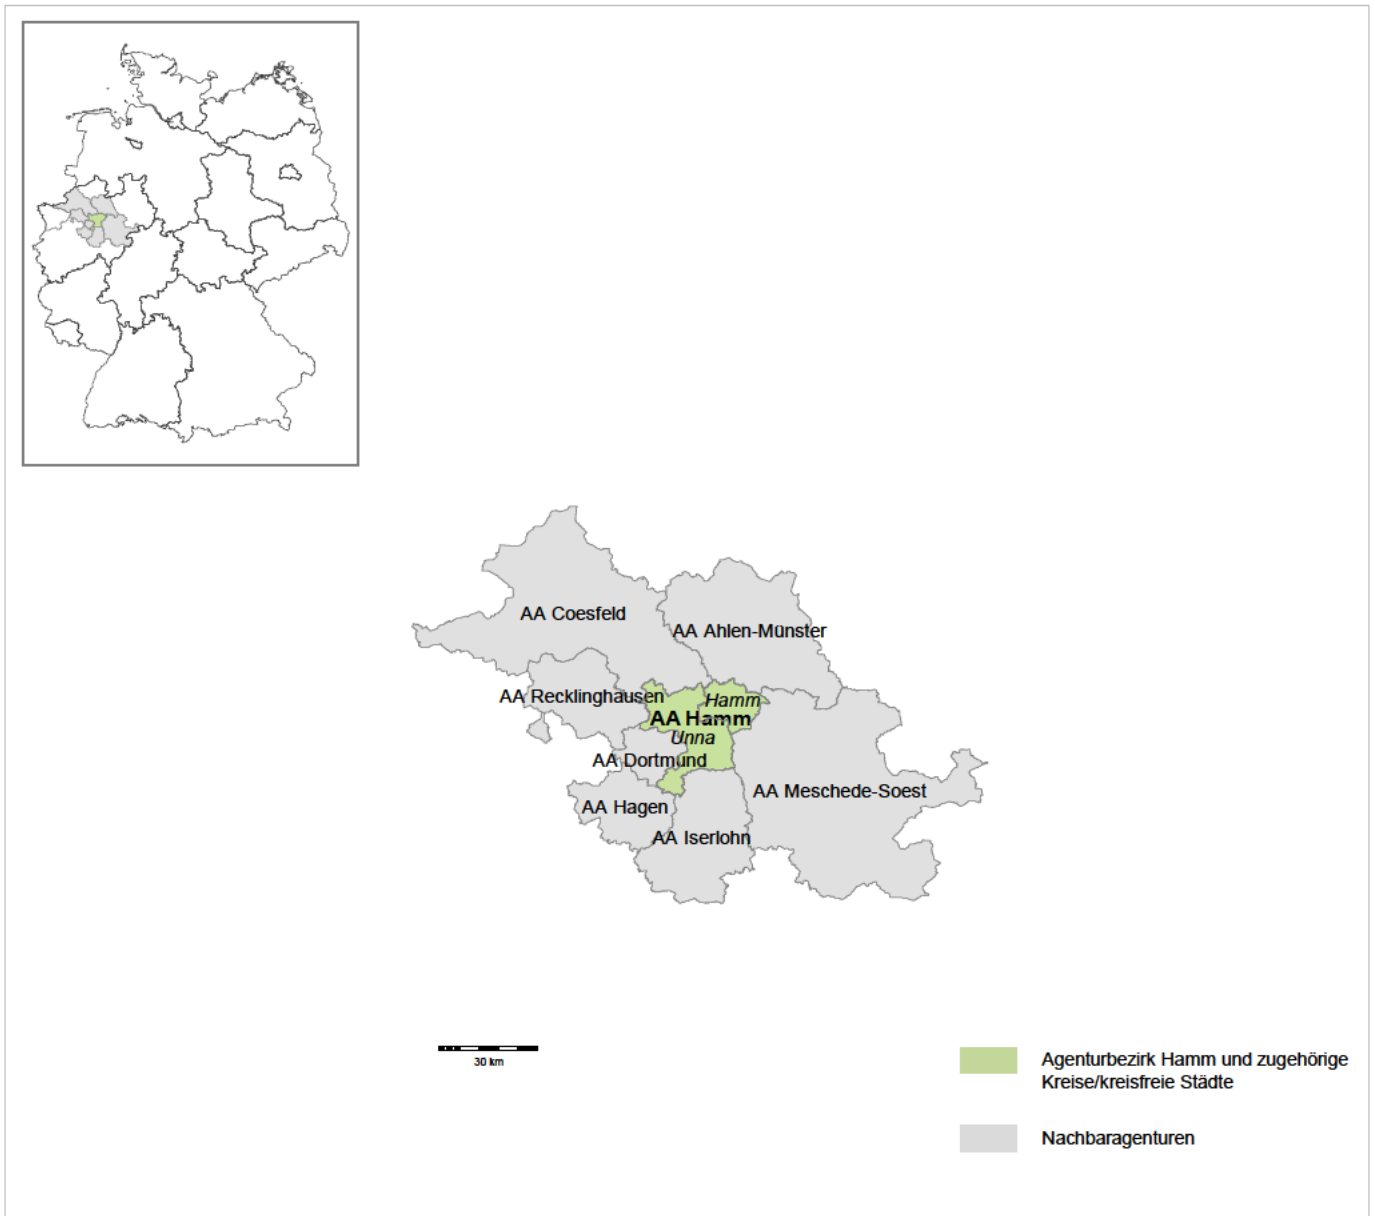 AA Coesfeld
AA Ahlen-Münster
AA Recklinghausen
Hamm
AA Hamm
Unna
AA Dortmund
AA Meschede-Soest
AA Hagen
AA Iserlohn
30 km
Agenturbezirk Hamm und zugehörige
Kreise/kreisfreie Städte
Nachbaragenturen